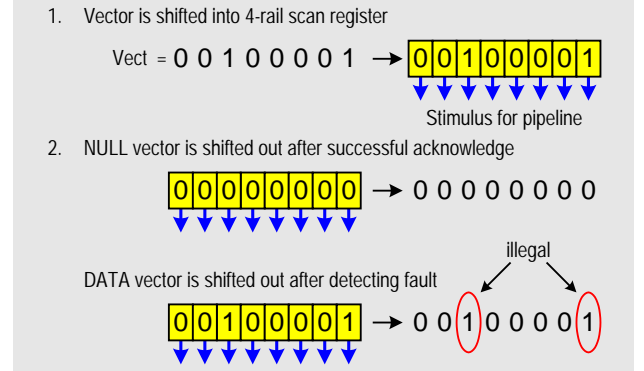 1. Vector is shifted into 4-rail scan register
Vect = 0 0 1 0 0 0 0 1 → 0 0 1 0 0 0 0 1
Stimulus for pipeline
2. NULL vector is shifted out after successful acknowledge
0 0 0 0 0 0 0 0 → 0 0 0 0 0 0 0 0
illegal
DATA vector is shifted out after detecting fault
0 0 1 0 0 0 0 1 → 0 0 1 0 0 0 0 1